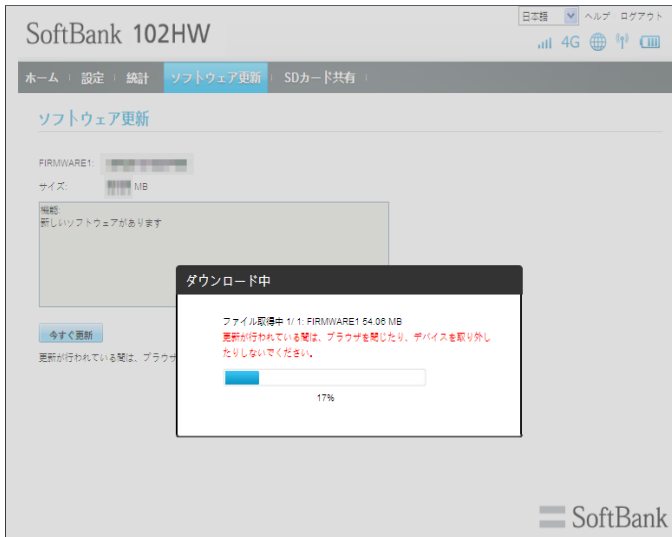 日本語 ヘルプ ログアウト
SoftBank 102HW
4G
ホーム 設定 統計 ソフトウェア更新 SDカード共有
ソフトウェア更新
FIRMWARE1:
サイズ: MB
機能:
新しいソフトウェアがあります
ダウンロード中
ファイル取得中 1/ 1: FIRMWARE1 54.06 MB
更新が行われている間は、ブラウザを閉じたり、デバイスを取り外し
たりしないでください。
17%
今すぐ更新
更新が行われている間は、ブラウザ
SoftBank